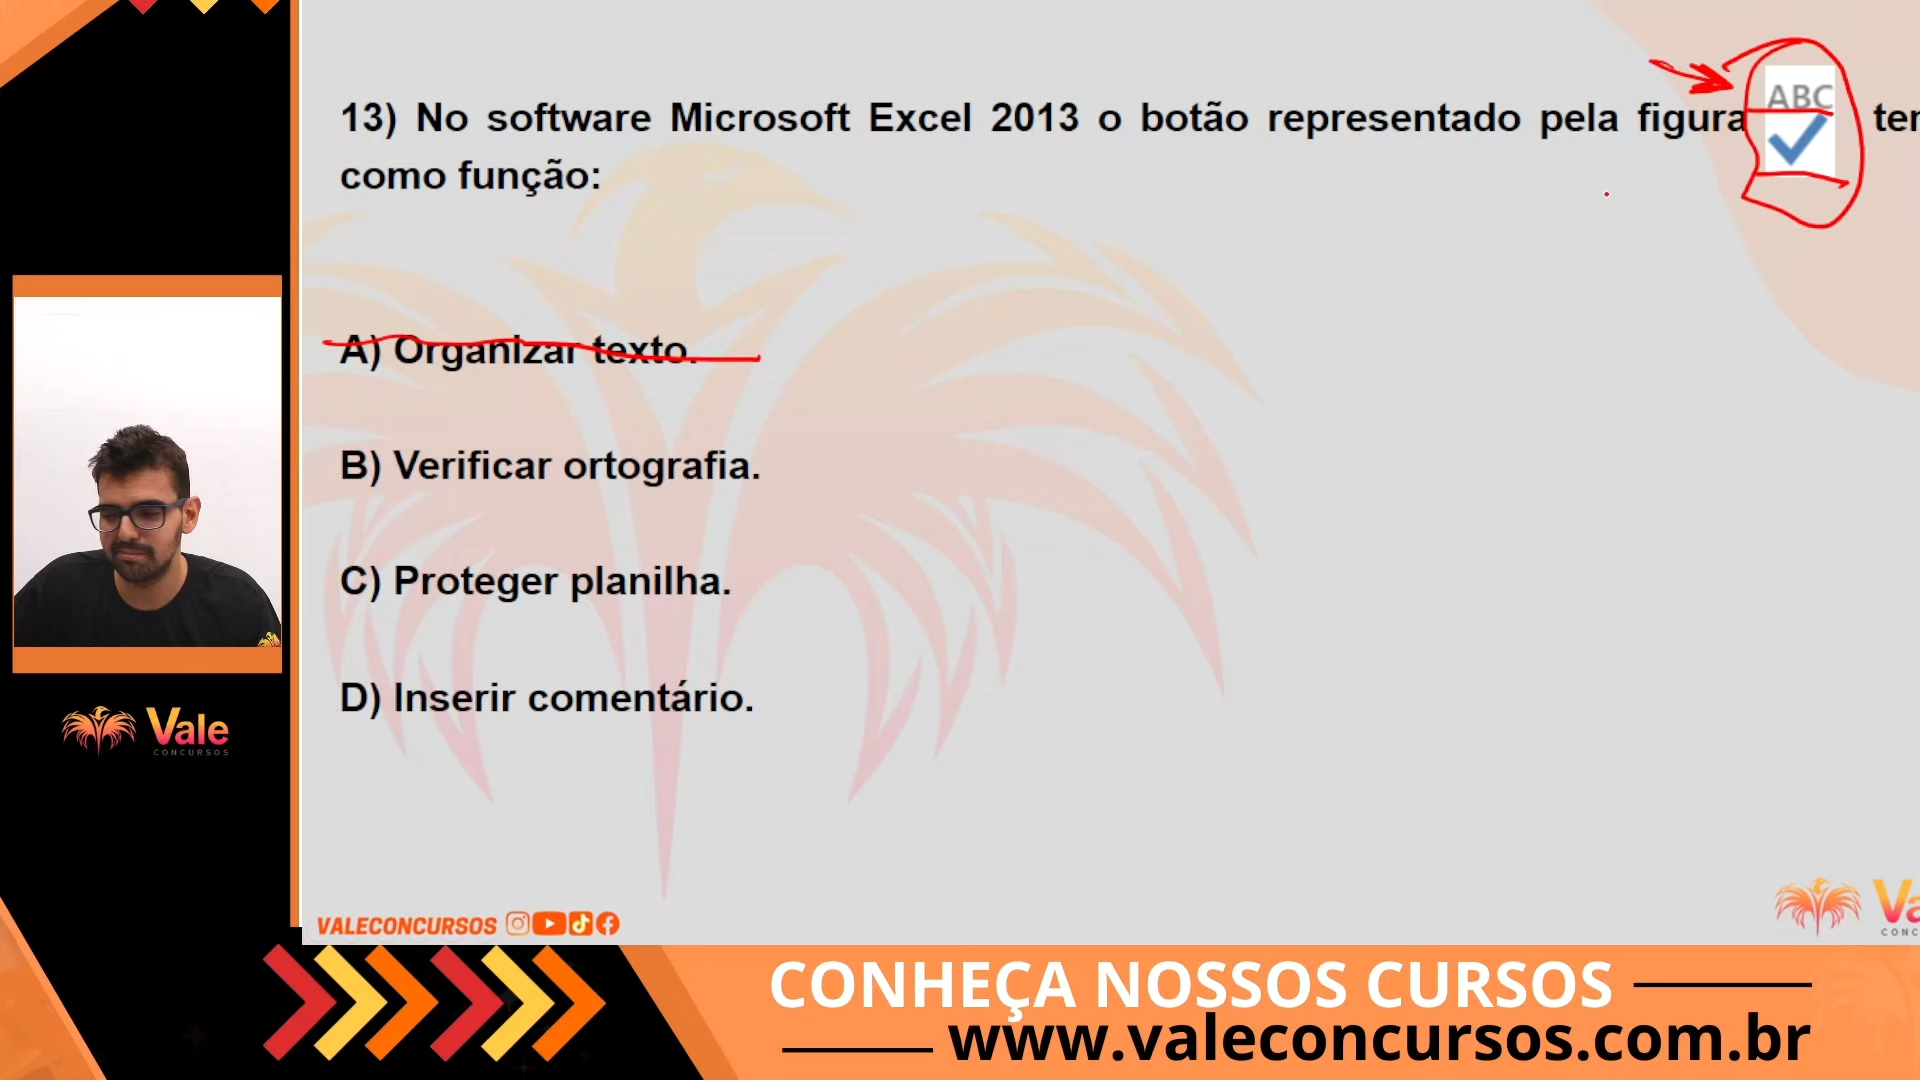 13) No software Microsoft Excel 2013 o botão representado pela figura
ABC
como função:
A) Organizar texto.
B) Verificar ortografia.
C) Proteger planilha.
D) Inserir comentário.
Vale
CONCURSOS
VALECONCURSOS
CONHEÇA NOSSOS CURSOS
www.valeconcursos.com.br